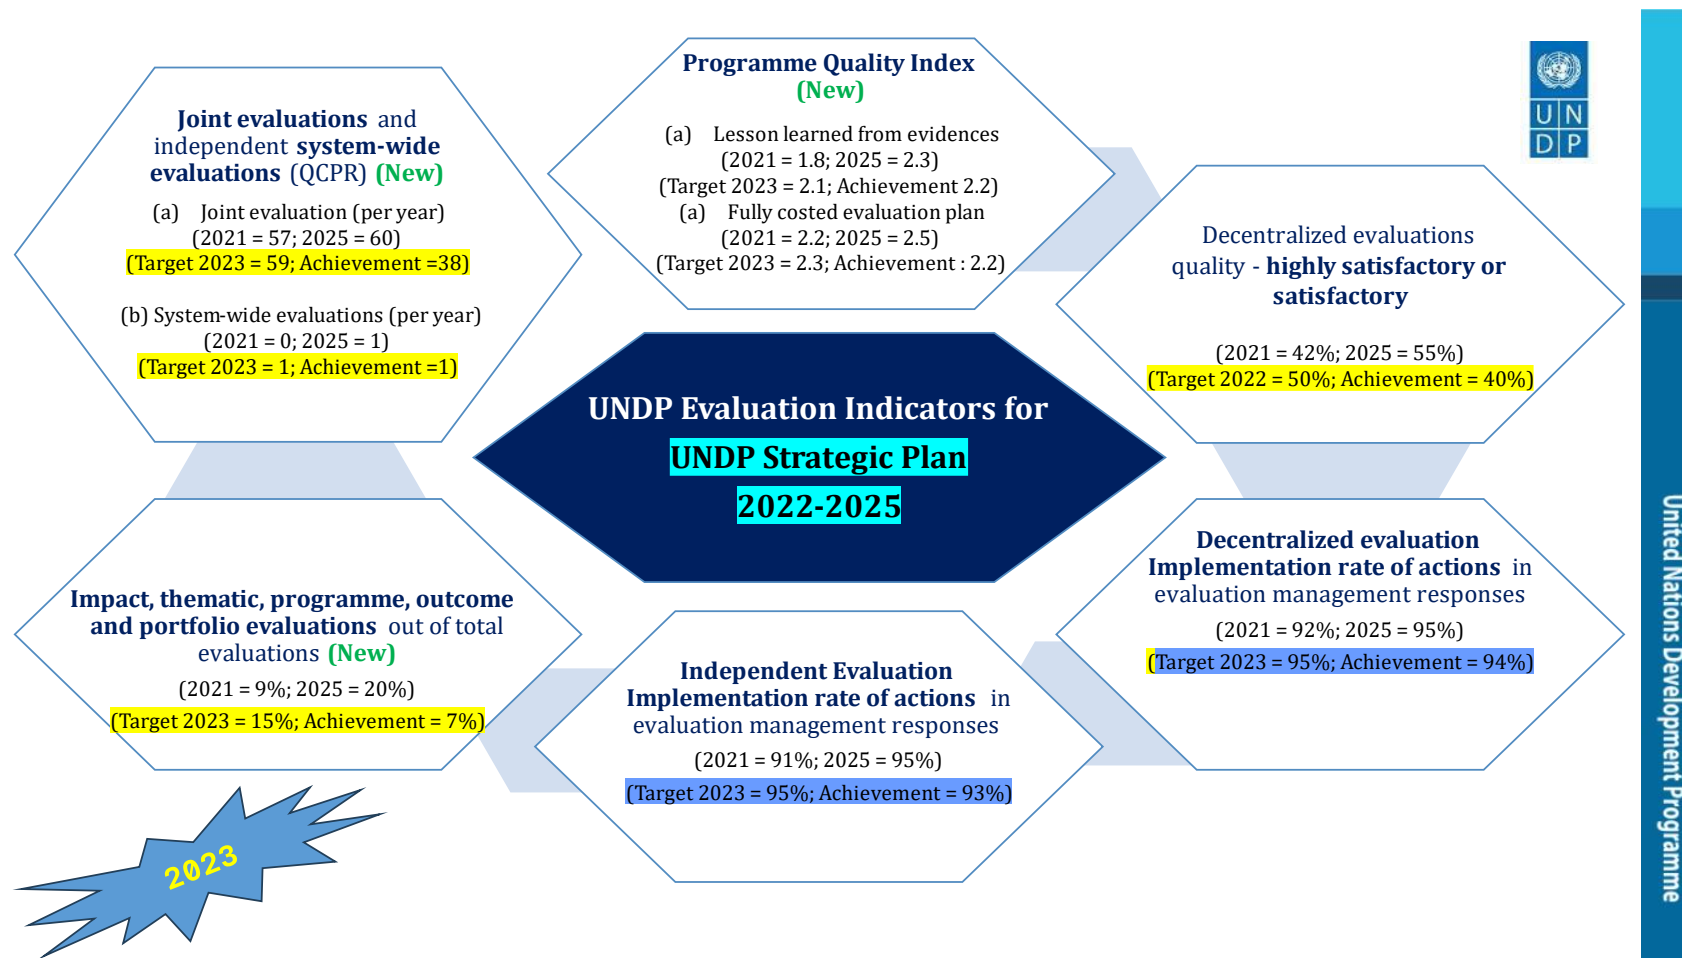 Joint evaluations and
independent system-wide
evaluations (QCPR) (New)
(a) Joint evaluation (per year)
(2021 = 57; 2025 = 60)
(Target 2023 = 59; Achievement =38)
(b) System-wide evaluations (per year)
(2021 = 0; 2025 = 1)
(Target 2023 = 1; Achievement =1)
Programme Quality Index
(New)
(a) Lesson learned from evidences
(2021 = 1.8; 2025 = 2.3)
(Target 2023 = 2.1; Achievement 2.2)
(a) Fully costed evaluation plan
(2021 = 2.2; 2025 = 2.5)
(Target 2023 = 2.3; Achievement : 2.2)
U N
D P
Decentralized evaluations
quality - highly satisfactory or
satisfactory
(2021 = 42%; 2025 = 55%)
(Target 2022 = 50%; Achievement = 40%)
UNDP Evaluation Indicators for
UNDP Strategic Plan
2022-2025
Decentralized evaluation
Implementation rate of actions in
evaluation management responses
(2021 = 92%; 2025 = 95%)
(Target 2023 = 95%; Achievement = 94%)
Independent Evaluation
Implementation rate of actions in
evaluation management responses
(2021 = 91%; 2025 = 95%)
(Target 2023 = 95%; Achievement = 93%)
Impact, thematic, programme, outcome
and portfolio evaluations out of total
evaluations (New)
(2021 = 9%; 2025 = 20%)
(Target 2023 = 15%; Achievement = 7%)
2023
United Nations Development Programme